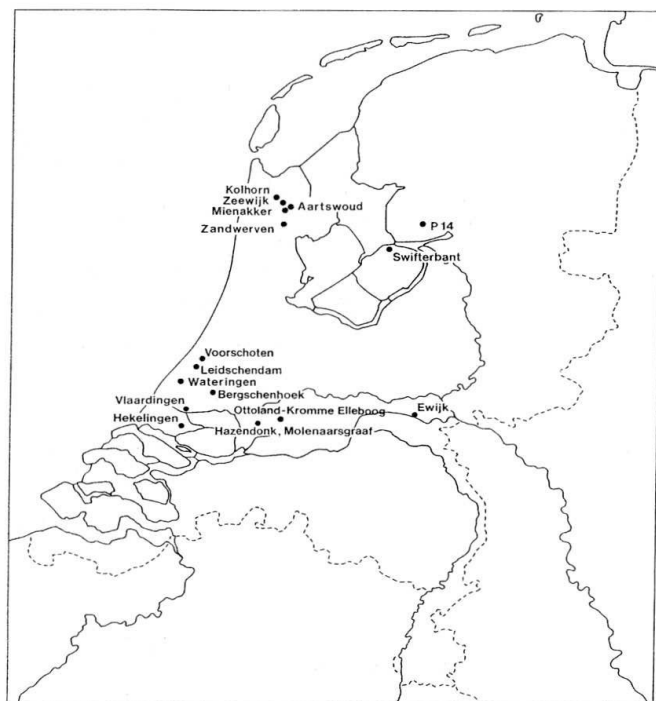 Kolhorn
Zeewijk
Aartswoud
Mienakker
Zandwerven
P 14
Swifterbant
Voorschoten
Leidschendam
Wateringen
Bergschenhoek
Vlaardingen
Ottoland-Kromme Elleboog
Ewijk
Hekelingen
Hazendonk, Molenaarsgraaf